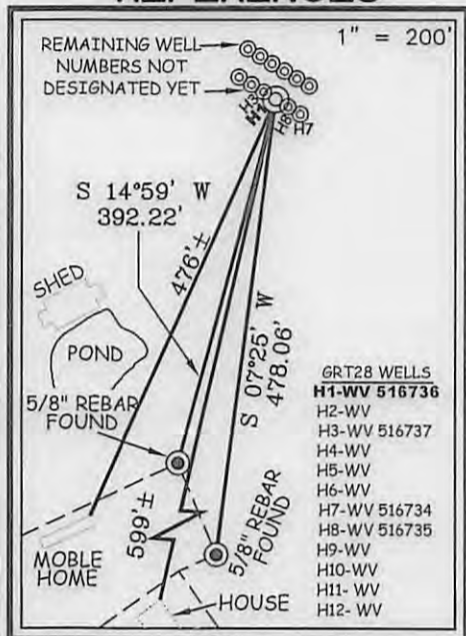 REFERENCES
REMAINING WELL
NUMBERS NOT
DESIGNATED YET
1" = 200'
H3
H1
H8
H7
S 14°59' W
392.22'
476'±
S 07°25' W
478.06'
SHED
POND
5/8" REBAR
FOUND
599'±
5/8" REBAR
FOUND
MOBLE
HOME
HOUSE
GRT28 WELLS
H1-WV 516736
H2-WV
H3-WV 516737
H4-WV
H5-WV
H6-WV
H7-WV 516734
H8-WV 516735
H9-WV
H10-WV
H11- WV
H12- WV